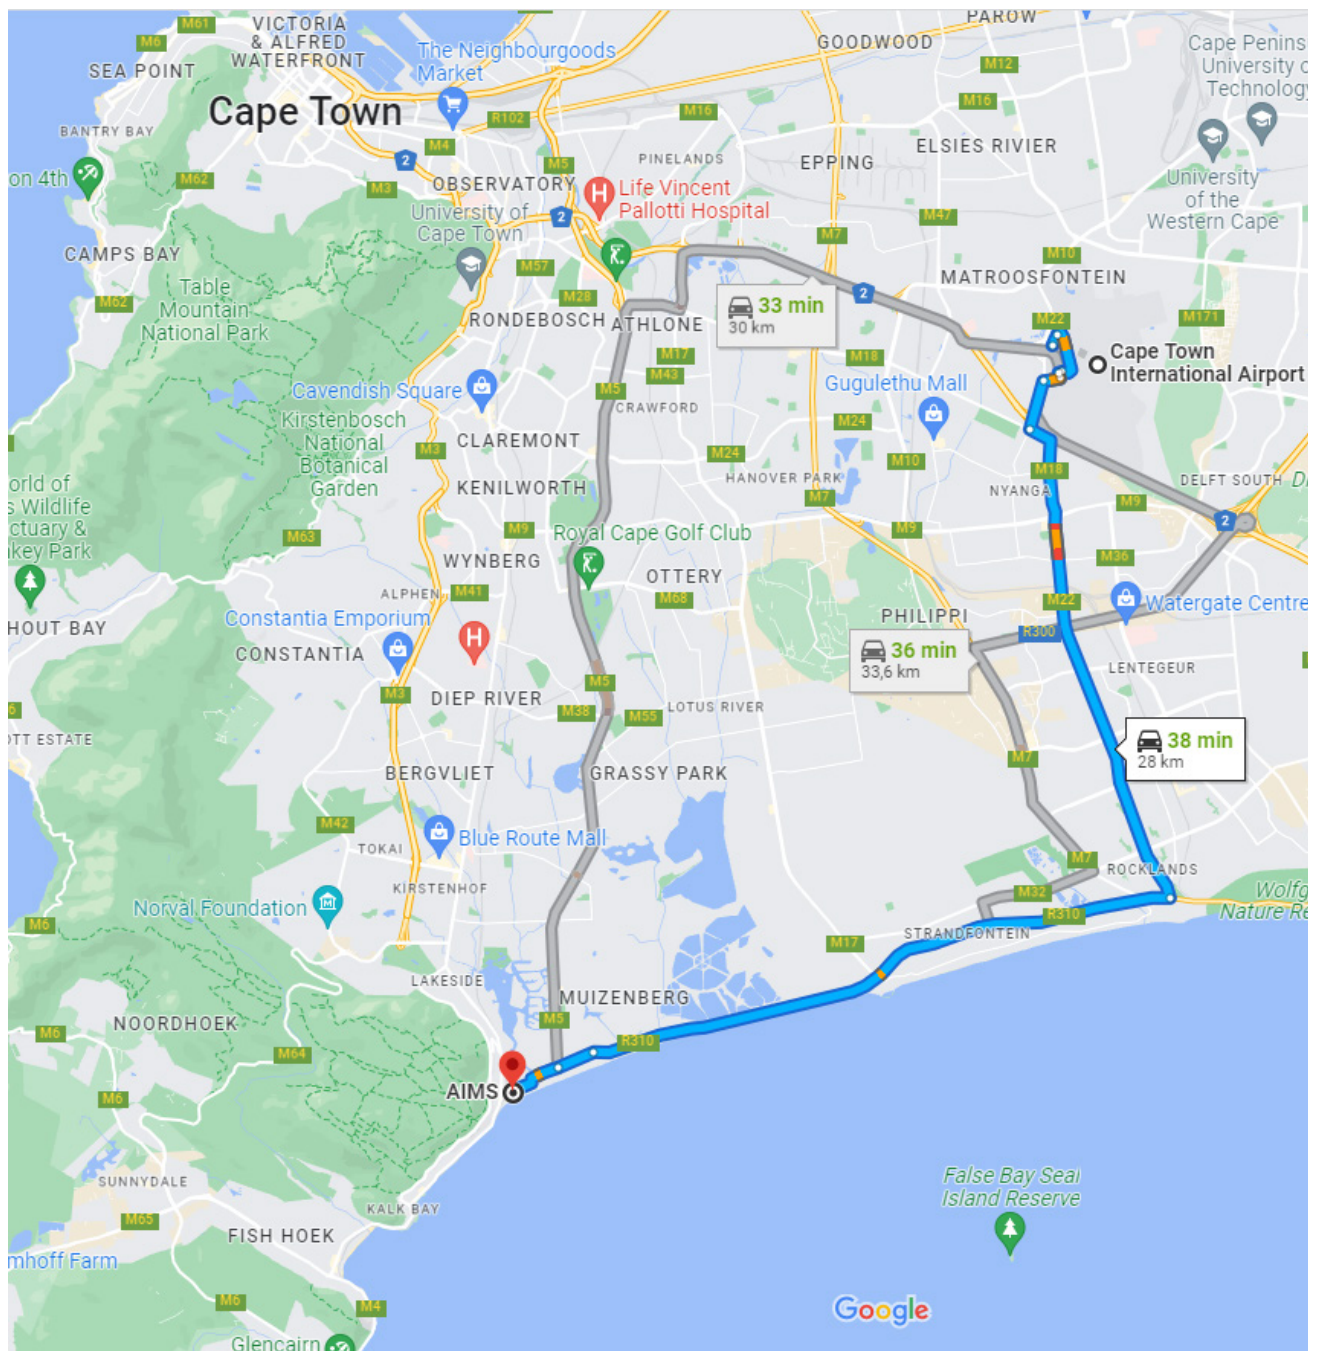 M61
VICTORIA
& ALFRED
WATERFRONT
M6
SEA POINT
The Neighbourgoods
Market
GOODWOOD
PAROW
M12
Cape Penins
University o
Technology
Cape Town
R102
M16
M16
BANTRY BAY
M4
2
M5
PINELANDS
EPPING
ELSIES RIVIER
on 4th
M62
M3
OBSERVATORY
Life Vincent
Pallotti Hospital
University
of the
Western Cape
University of
Cape Town
2
M47
M7
CAMPS BAY
M57
M10
MATROOSFONTEIN
Table
Mountain
National Park
M62
M28
33 min
30 km
2
RONDEBOSCH
ATHLONE
M22
M171
M17
M18
Cape Town
International Airport
M43
Cavendish Square
M5
Gugulethu Mall
CRAWFORD
Kirstenbosch
National
Botanical
Garden
M24
CLAREMONT
M3
M24
M10
M18
HANOVER PARK
DELFT SOUTH
KENILWORTH
NYANGA
M7
M9
orld of
s Wildlife
ctuary &
nkey Park
M9
M9
2
M63
Royal Cape Golf Club
M36
WYNBERG
OTTERY
ALPHEN
M41
M68
M22
Watergate Centre
Constantia Emporium
PHILIPPI
HOUT BAY
R300
CONSTANTIA
36 min
33,6 km
LENTEGEUR
M3
M5
DIEP RIVER
M38
M55
LOTUS RIVER
6
OTT ESTATE
38 min
28 km
M7
BERGVLIET
GRASSY PARK
M42
Blue Route Mall
TOKAI
M7
ROCKLANDS
KIRSTENHOF
M32
Wolfg
Nature Re
Norval Foundation
R310
M6
STRANDFONTEIN
M17
LAKESIDE
MUIZENBERG
NOORDHOEK
M5
M6
R310
M64
AIMS
M6
SUNNYDALE
False Bay Seal
Island Reserve
KALK BAY
M65
FISH HOEK
mhoff Farm
M6
M4
Google
Glencairn